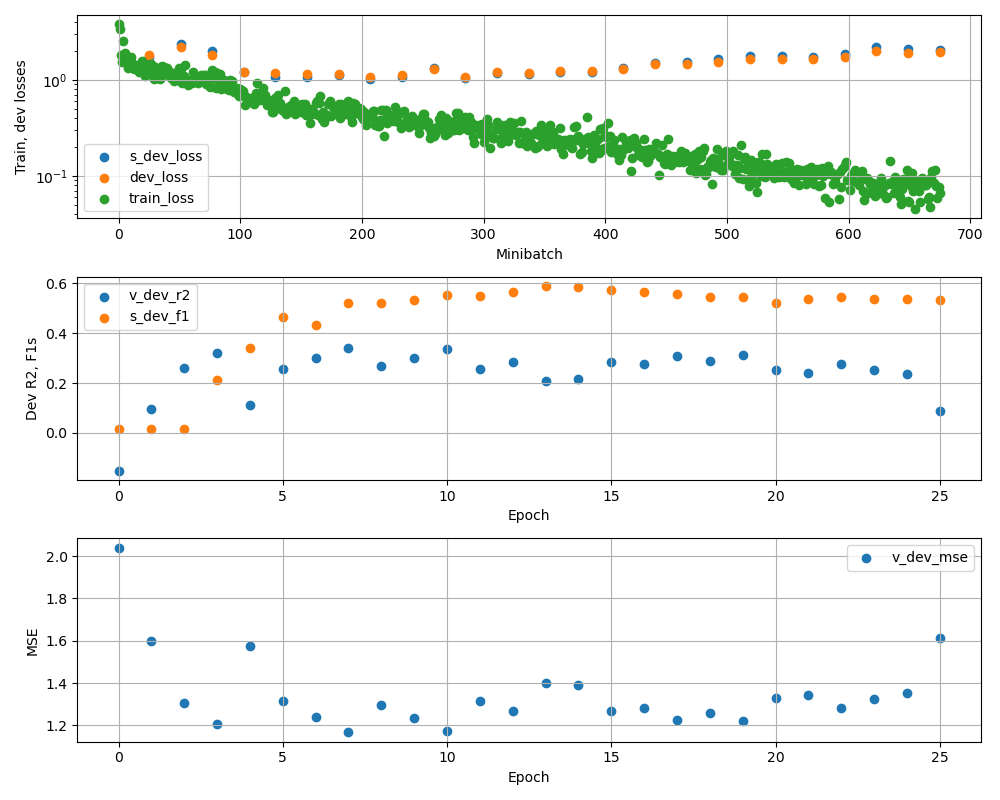 Train, dev losses
10⁰
10⁻¹
s_dev_loss
dev_loss
train_loss
0 100 200 300 400 500 600 700
Minibatch
Dev R2, F1s
0.6
0.4
0.2
0.0
v_dev_r2
s_dev_f1
0 5 10 15 20 25
Epoch
MSE
2.0
1.8
1.6
1.4
1.2
v_dev_mse
0 5 10 15 20 25
Epoch